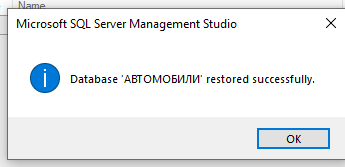 Name
Microsoft SQL Server Management Studio
Database 'АВТОМОБИЛИ' restored successfully.
OK